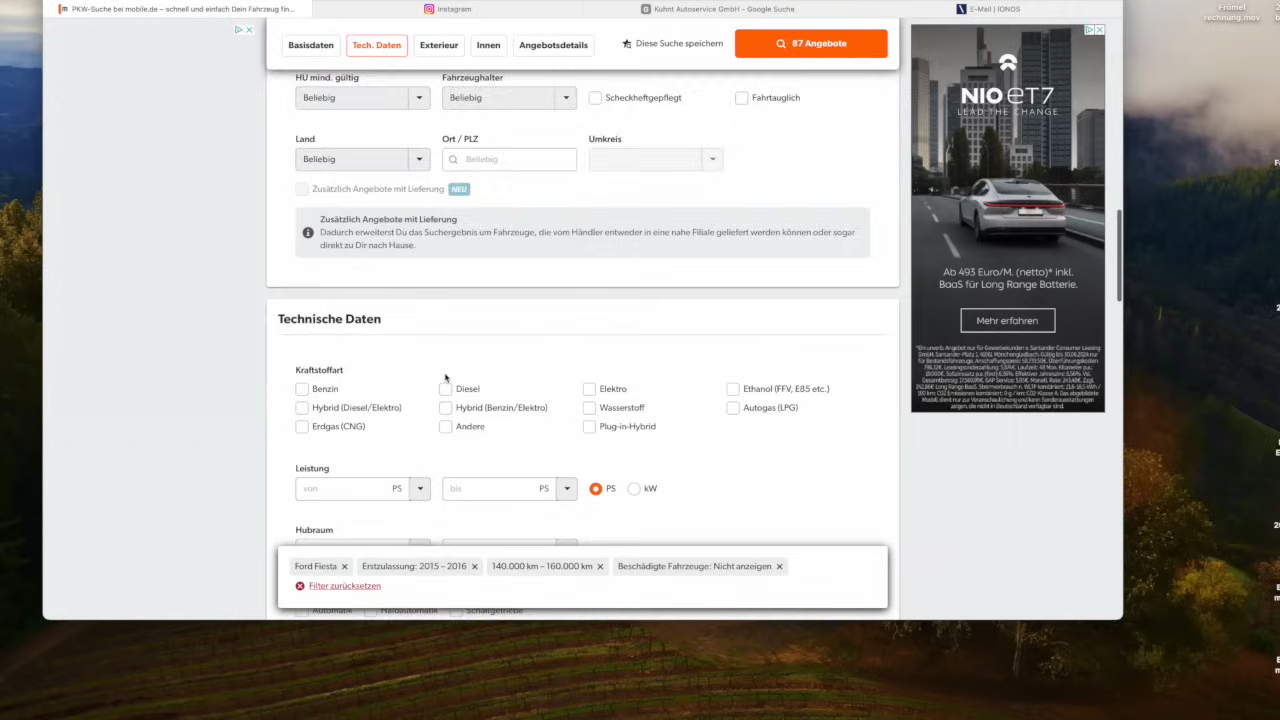 PKW-Suche bei mobile.de – schnell und einfach Dein Fahrzeug fin...
Instagram
Kuhnt Autoservice GmbH - Google Suche
E-Mail | IONOS
Frömel
rechnung.mov
Basisdaten
Tech. Daten
Exterieur
Innen
Angebotsdetails
Diese Suche speichern
87 Angebote
HU mind. gültig
Fahrzeughalter
Beliebig
Beliebig
Scheckheftgepflegt
Fahrtauglich
Land
Ort / PLZ
Umkreis
Beliebig
Beliebig
Zusätzlich Angebote mit Lieferung NEU
Zusätzlich Angebote mit Lieferung
Dadurch erweiterst Du das Suchergebnis um Fahrzeuge, die vom Händler entweder in eine nahe Filiale geliefert werden können oder sogar
direkt zu Dir nach Hause.
Technische Daten
Kraftstoffart
Benzin
Diesel
Elektro
Ethanol (FFV, E85 etc.)
Hybrid (Diesel/Elektro)
Hybrid (Benzin/Elektro)
Wasserstoff
Autogas (LPG)
Erdgas (CNG)
Andere
Plug-in-Hybrid
Leistung
von PS
bis PS
PS
kW
Hubraum
Ford Fiesta
Erstzulassung: 2015 – 2016
140.000 km – 160.000 km
Beschädigte Fahrzeuge: Nicht anzeigen
Filter zurücksetzen
Automatik
Halbautomatik
Schaltgetriebe
NIO ET7
LEAD THE CHANGE
Ab 493 Euro/M. (netto)* inkl.
BaaS für Long Range Batterie.
Mehr erfahren